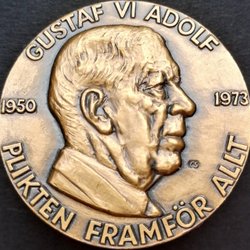 GUSTAF VI ADOLF
1950 1973
PLIKTEN FRAMFÖR ALLT